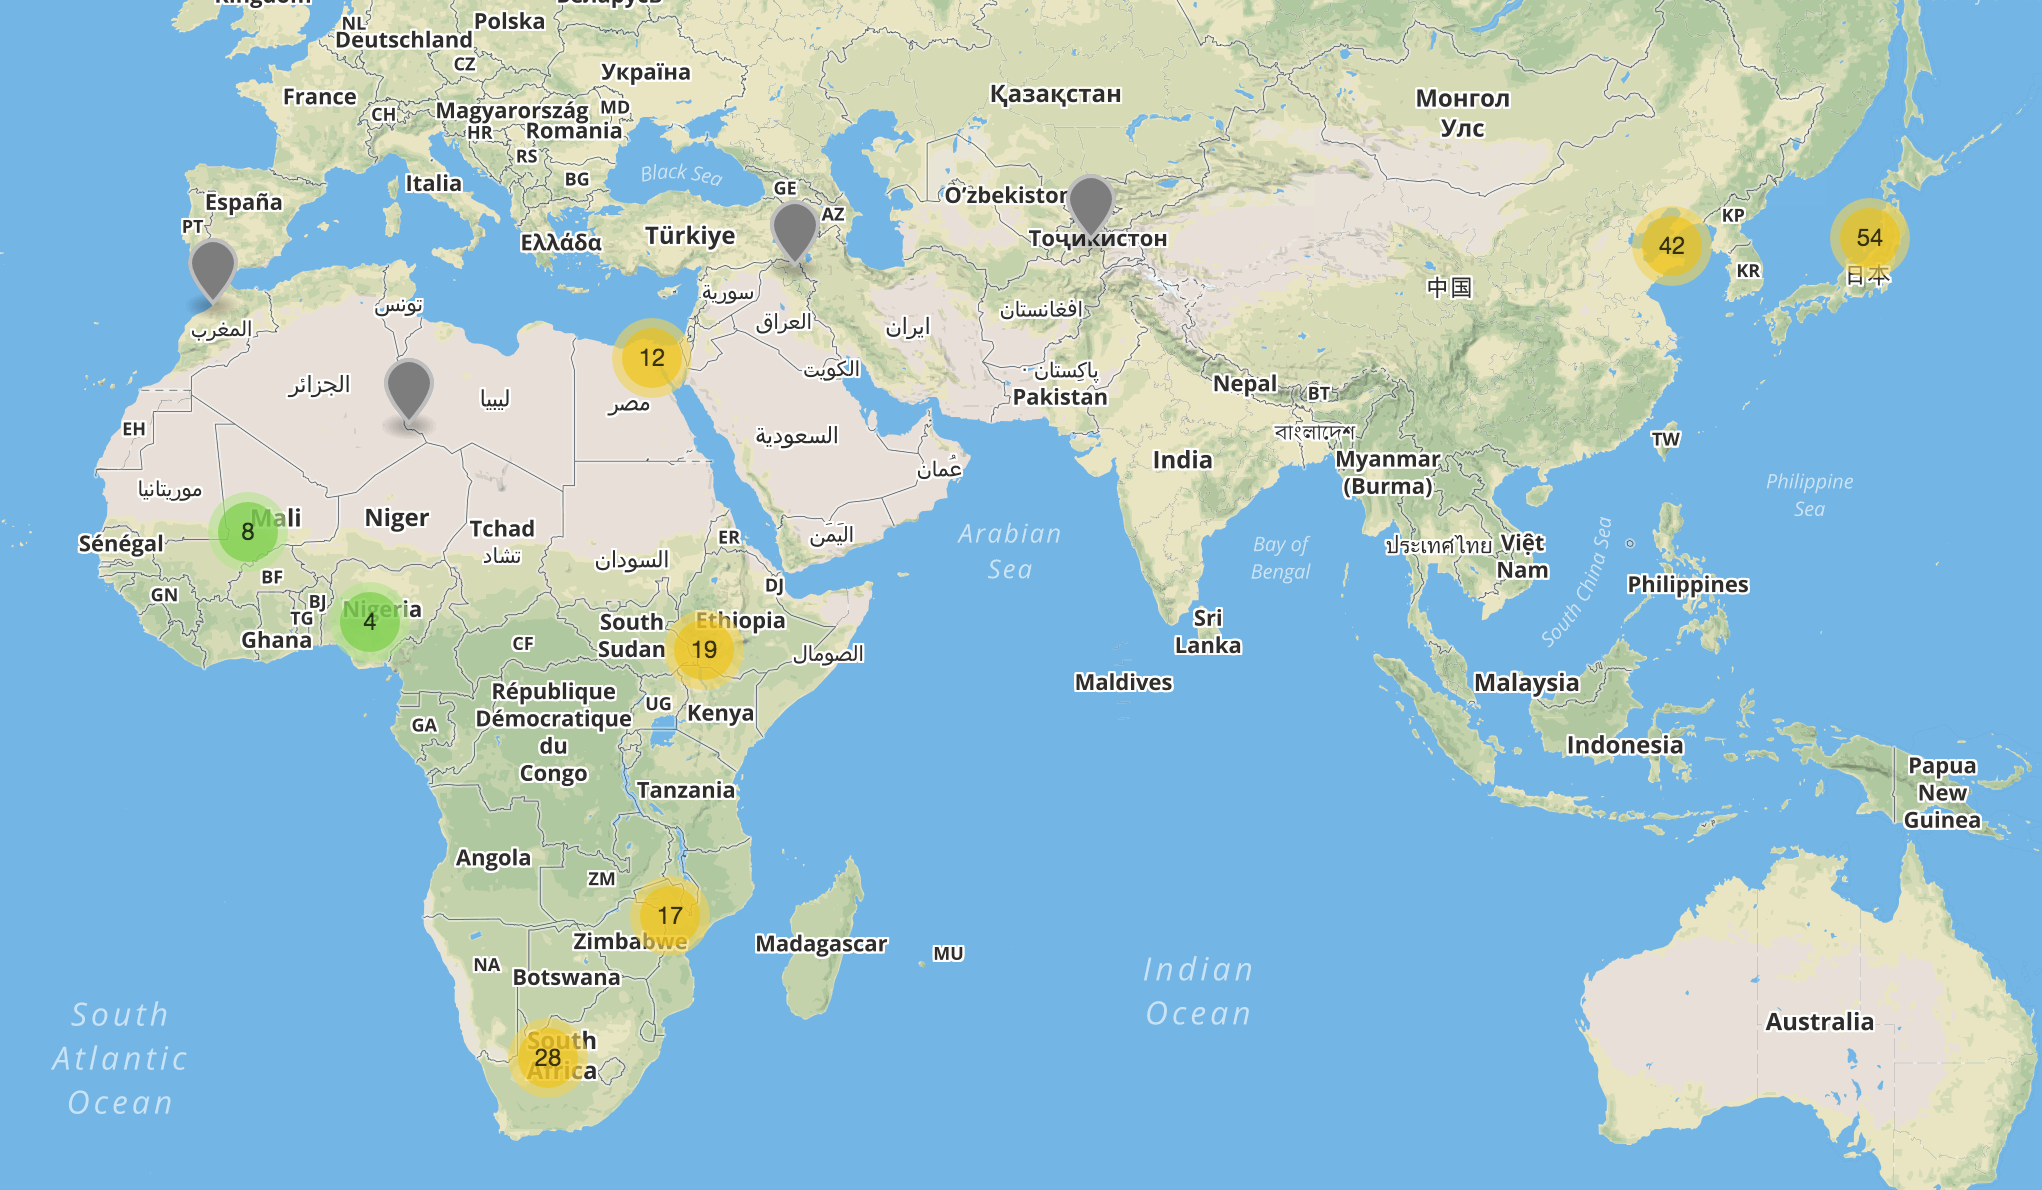 Polska
NL
Deutschland
CZ
Україна
Қазақстан
Монгол
Улс
France
CH
Magyarország
MD
HR
Romania
RS
BG
Black Sea
GE
Italia
España
PT
AZ
Oʻzbekiston
KP
42
54
KR
日本
Ελλάδα
Türkiye
Тоҷикистон
中国
تونس
سورية
المغرب
العراق
افغانستان
ایران
12
الكويت
پاکِستان
Pakistan
Nepal
BT
الجزائر
ليبيا
مصر
EH
السعودية
عُمان
বাংলাদেশ
India
Myanmar
(Burma)
TW
موريتانيا
Mali
8
Niger
Tchad
تشاد
السودان
ER
اليَمَن
Arabian
Sea
Bay of
Bengal
ประเทศไทย
Việt
Nam
South China Sea
Philippine
Sea
Philippines
Sénégal
BF
GN
BJ
TG
Ghana
Nigeria
4
CF
South
Sudan
DJ
Ethiopia
19
الصومال
Sri
Lanka
Maldives
Malaysia
Indonesia
République
Démocratique
du
Congo
GA
UG
Kenya
Tanzania
Papua
New
Guinea
Angola
ZM
17
Zimbabwe
Madagascar
MU
NA
Botswana
Indian
Ocean
South
Atlantic
Ocean
South
Africa
28
Australia